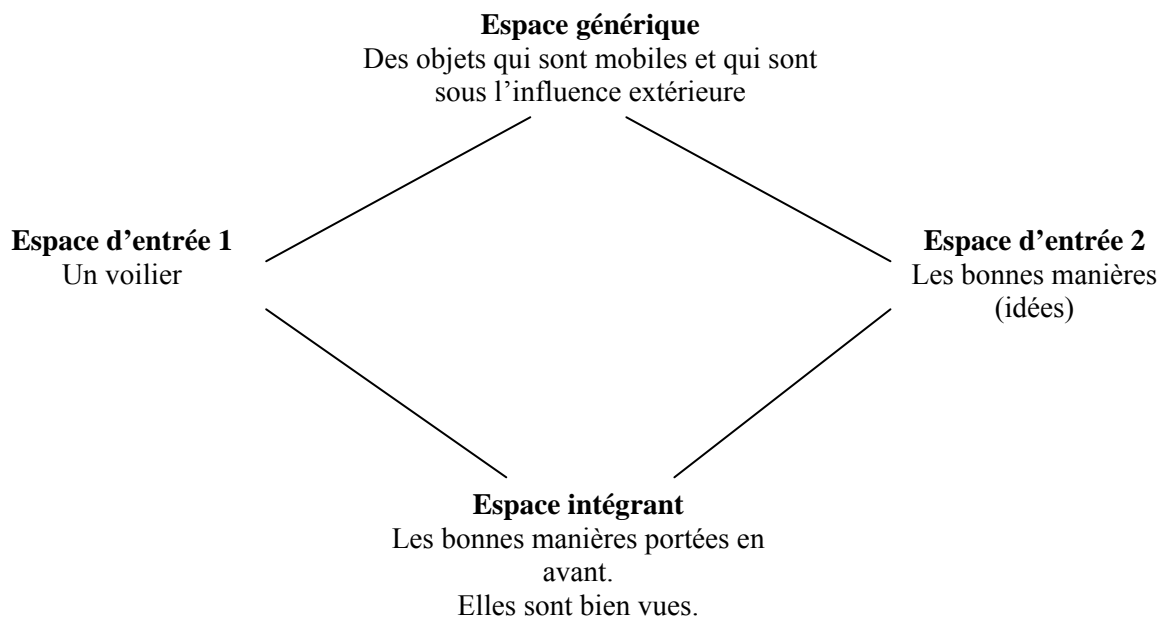 Espace générique
Des objets qui sont mobiles et qui sont
sous l’influence extérieure
Espace d’entrée 1
Un voilier
Espace d’entrée 2
Les bonnes manières
(idées)
Espace intégrant
Les bonnes manières portées en
avant.
Elles sont bien vues.